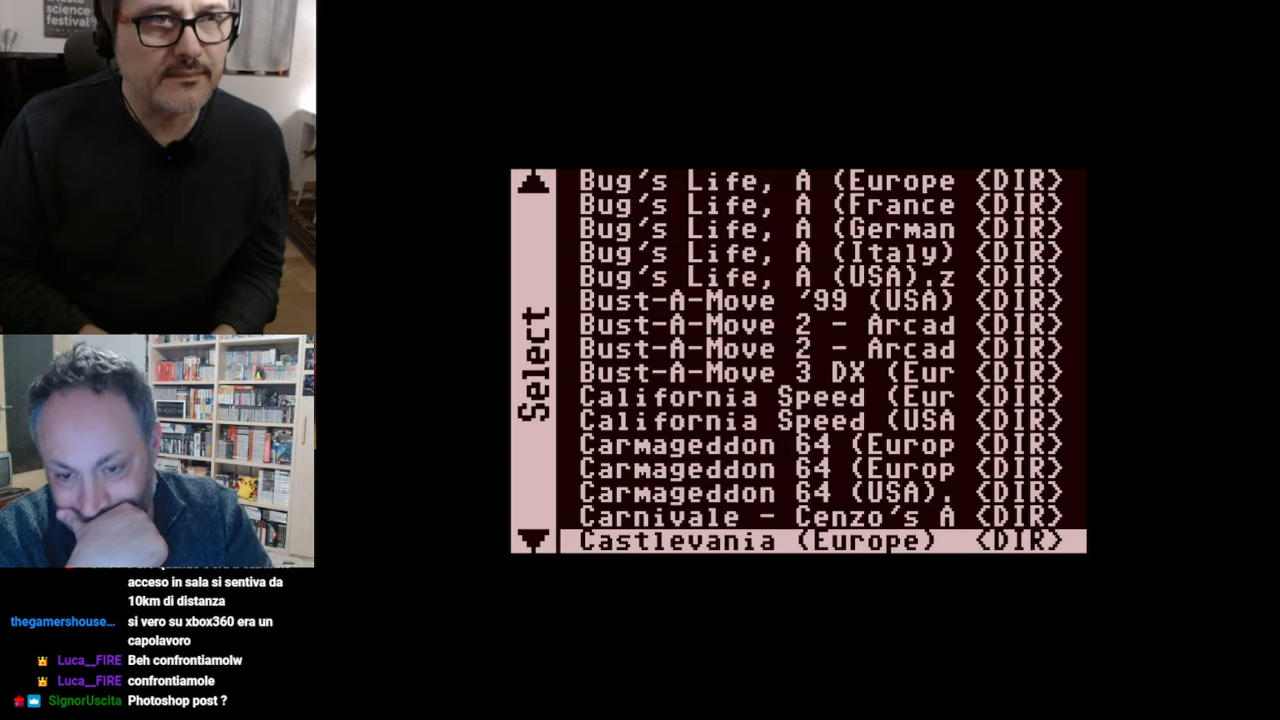 science
festival
Select
Bug's Life, A (Europe <DIR>
Bug's Life, A (France <DIR>
Bug's Life, A (German <DIR>
Bug's Life, A (Italy) <DIR>
Bug's Life, A (USA).z <DIR>
Bust-A-Move '99 (USA) <DIR>
Bust-A-Move 2 - Arcad <DIR>
Bust-A-Move 2 - Arcad <DIR>
Bust-A-Move 3 DX (Eur <DIR>
California Speed (Eur <DIR>
California Speed (USA <DIR>
Carmageddon 64 (Europ <DIR>
Carmageddon 64 (Europ <DIR>
Carmageddon 64 (USA). <DIR>
Carnivale - Cenzo's A <DIR>
Castlevania (Europe) <DIR>
acceso in sala si sentiva da
10km di distanza
thegamershouse... si vero su xbox360 era un
capolavoro
Luca__FIRE Beh confrontiamolw
Luca__FIRE confrontiamole
SignorUscita Photoshop post ?